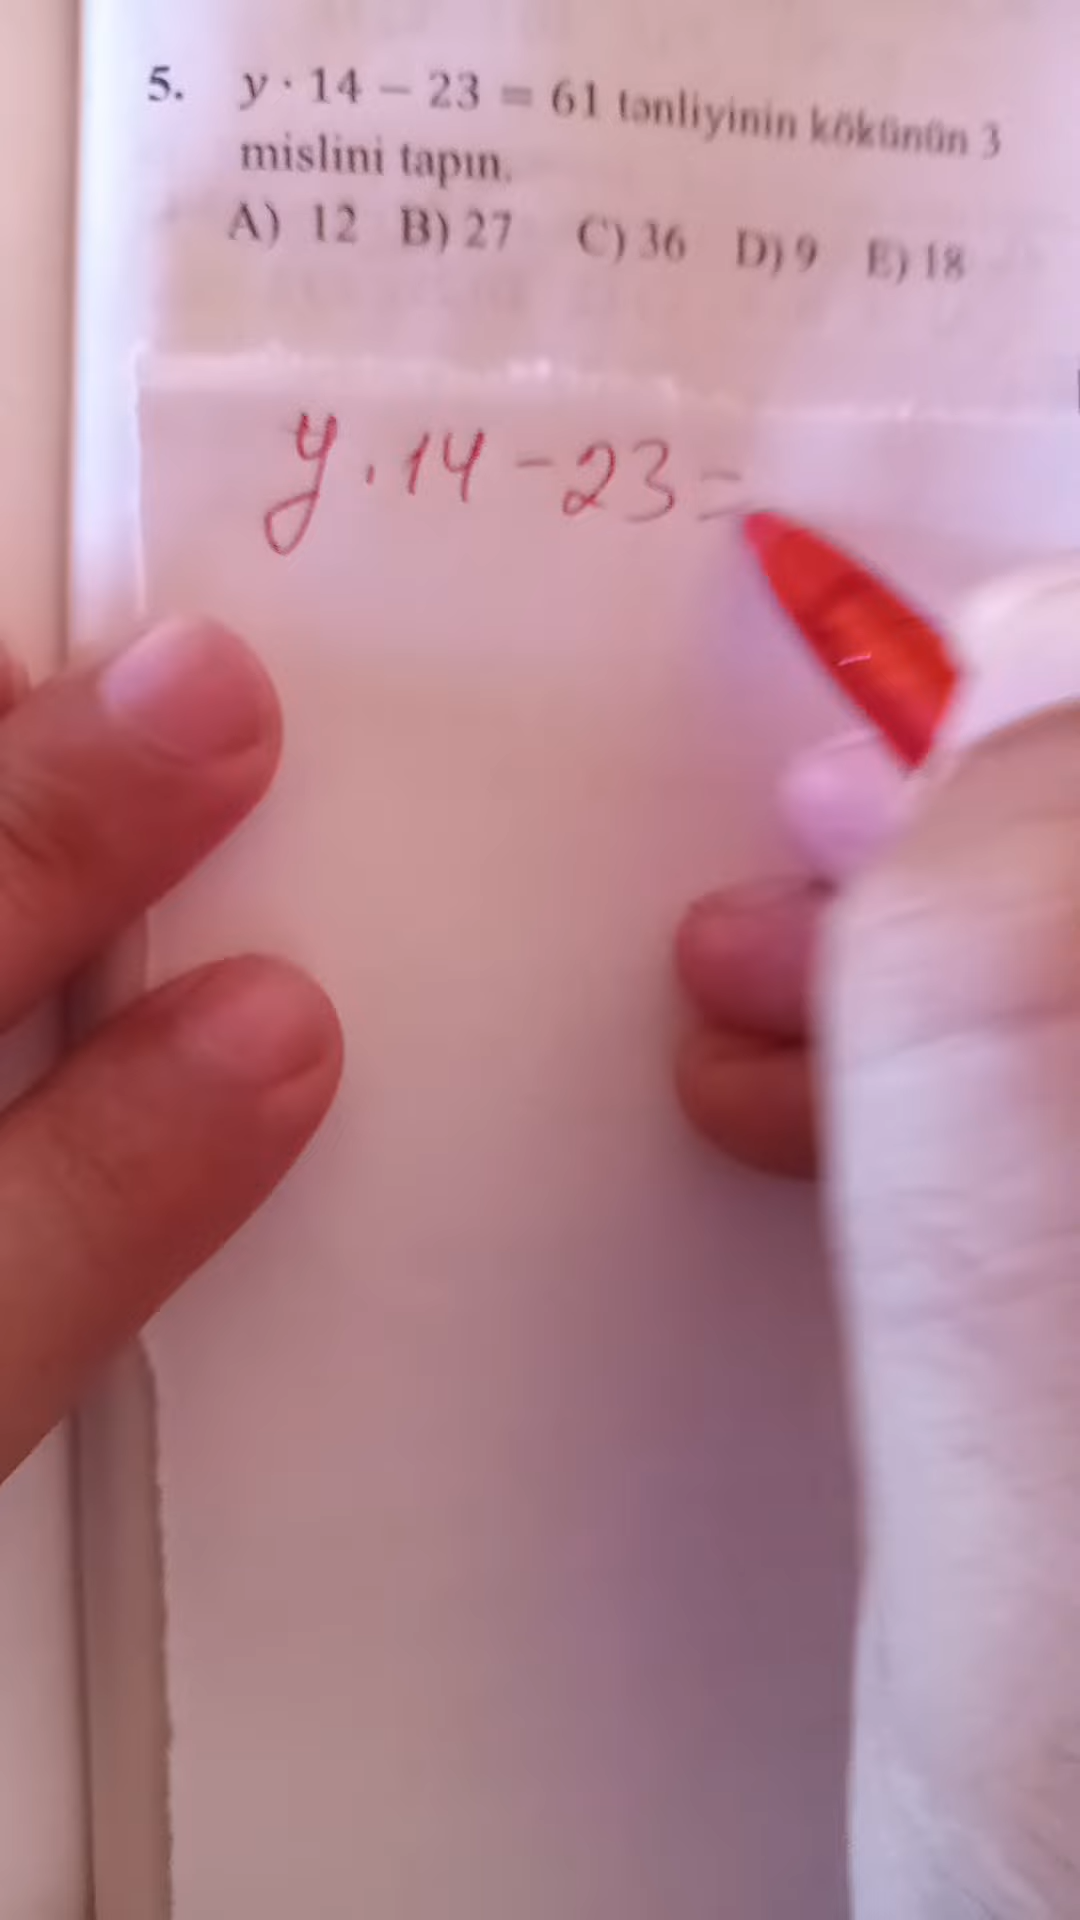 5. y · 14 – 23 = 61 tənliyinin kökünün 3
mislini tapın.
A) 12 B) 27 C) 36 D) 9 E) 18
y · 14 – 23 =